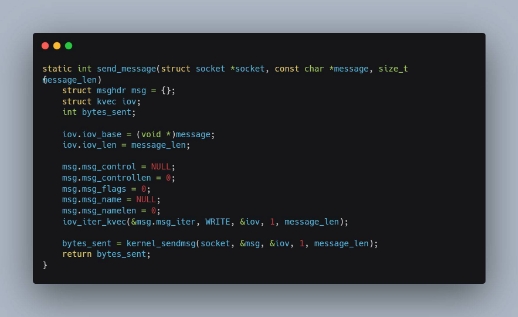 static int send_message(struct socket *socket, const char *message, size_t
message_len)
{
    struct msghdr msg = {};
    struct kvec iov;
    int bytes_sent;

    iov.iov_base = (void *)message;
    iov.iov_len = message_len;

    msg.msg_control = NULL;
    msg.msg_controllen = 0;
    msg.msg_flags = 0;
    msg.msg_name = NULL;
    msg.msg_namelen = 0;
    iov_iter_kvec(&msg.msg_iter, WRITE, &iov, 1, message_len);

    bytes_sent = kernel_sendmsg(socket, &msg, &iov, 1, message_len);
    return bytes_sent;
}